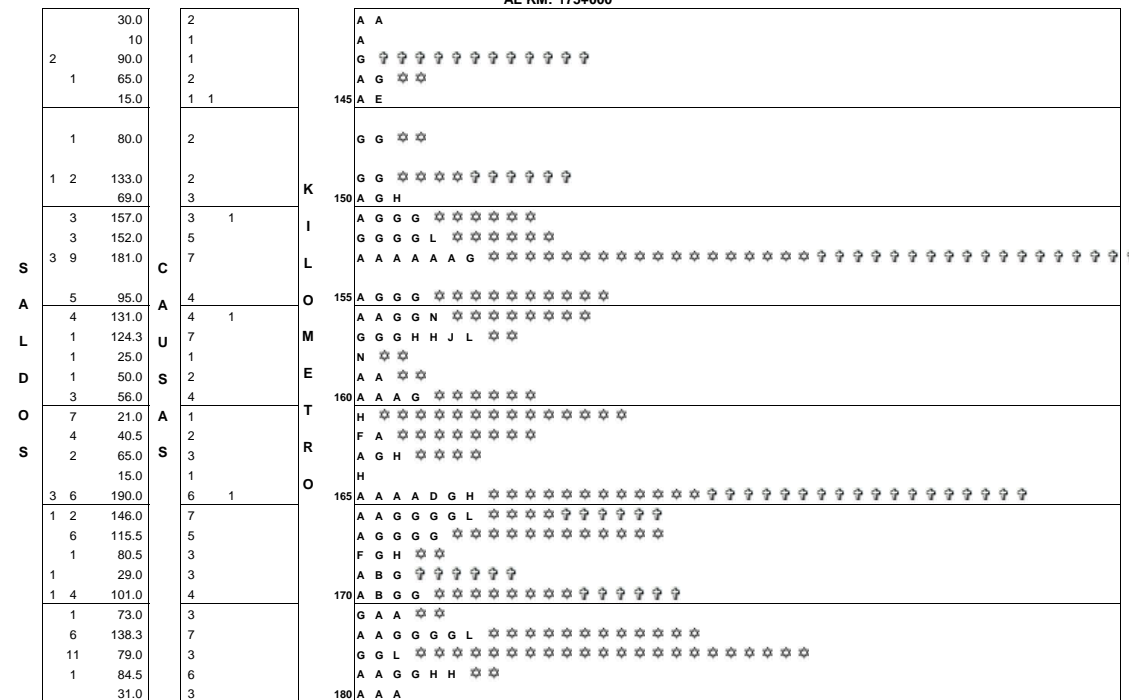 30.0 2 A A
10 1 A
2 90.0 1 G
1 65.0 2 A G
15.0 1 1 145 A E
1 80.0 2 G G
1 2 133.0 2 G G
69.0 3 150 A G H
3 157.0 3 1 A G G G
3 152.0 5 G G G G L
3 9 181.0 7 A A A A A A G
5 95.0 4 155 A G G G
4 131.0 4 1 A A G G N
1 124.3 7 G G G H H J L
1 25.0 1 N
1 50.0 2 A A
3 56.0 4 160 A A A G
7 21.0 1 H
4 40.5 2 F A
2 65.0 3 A G H
15.0 1 H
3 6 190.0 6 1 165 A A A A D G H
1 2 146.0 7 A A G G G G L
6 115.5 5 A G G G G
1 80.5 3 F G H
1 29.0 3 A B G
1 4 101.0 4 170 A B G G
1 73.0 3 G A A
6 138.3 7 A A G G G G L
11 79.0 3 G G L
1 84.5 6 A A G G H H
31.0 3 180 A A A
SALDOS
CAUSAS
KILOMETRO